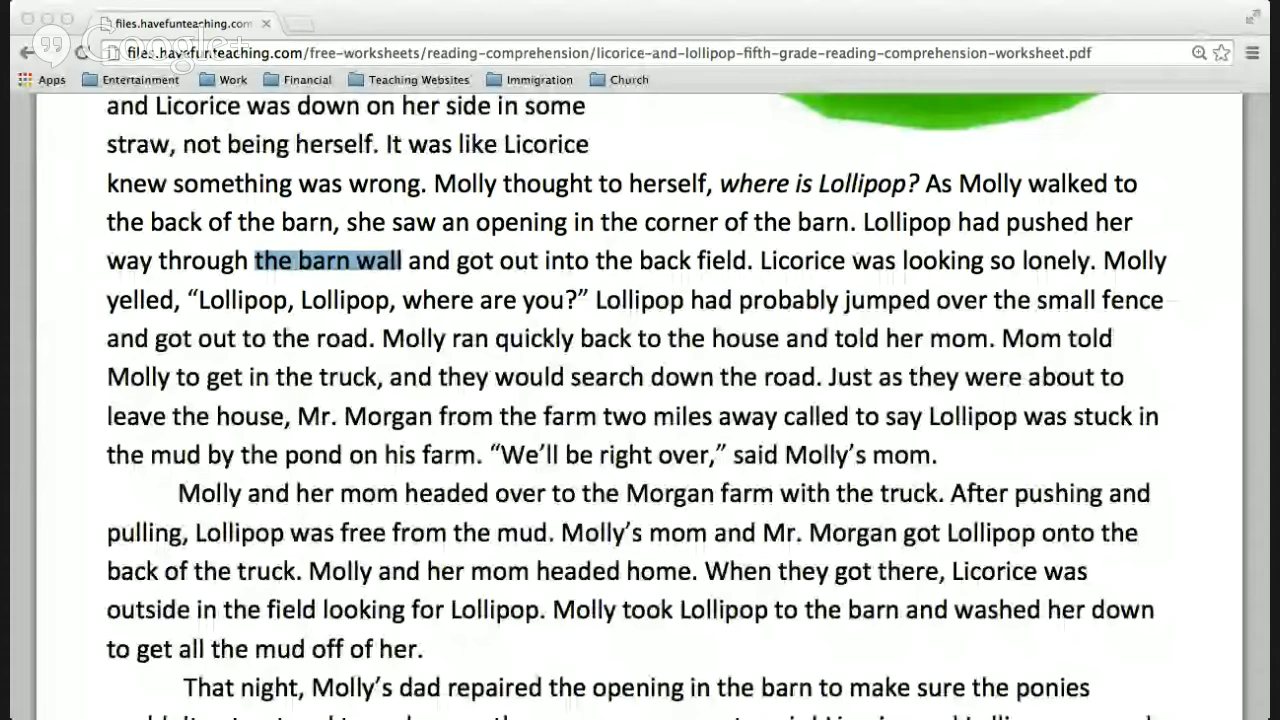 files.havefunteaching.com
Google+
files.havefunteaching.com/free-worksheets/reading-comprehension/licorice-and-lollipop-fifth-grade-reading-comprehension-worksheet.pdf
Apps Entertainment Work Financial Teaching Websites Immigration Church
and Licorice was down on her side in some
straw, not being herself. It was like Licorice
knew something was wrong. Molly thought to herself, where is Lollipop? As Molly walked to
the back of the barn, she saw an opening in the corner of the barn. Lollipop had pushed her
way through the barn wall and got out into the back field. Licorice was looking so lonely. Molly
yelled, “Lollipop, Lollipop, where are you?” Lollipop had probably jumped over the small fence
and got out to the road. Molly ran quickly back to the house and told her mom. Mom told
Molly to get in the truck, and they would search down the road. Just as they were about to
leave the house, Mr. Morgan from the farm two miles away called to say Lollipop was stuck in
the mud by the pond on his farm. “We’ll be right over,” said Molly’s mom.
Molly and her mom headed over to the Morgan farm with the truck. After pushing and
pulling, Lollipop was free from the mud. Molly’s mom and Mr. Morgan got Lollipop onto the
back of the truck. Molly and her mom headed home. When they got there, Licorice was
outside in the field looking for Lollipop. Molly took Lollipop to the barn and washed her down
to get all the mud off of her.
That night, Molly’s dad repaired the opening in the barn to make sure the ponies